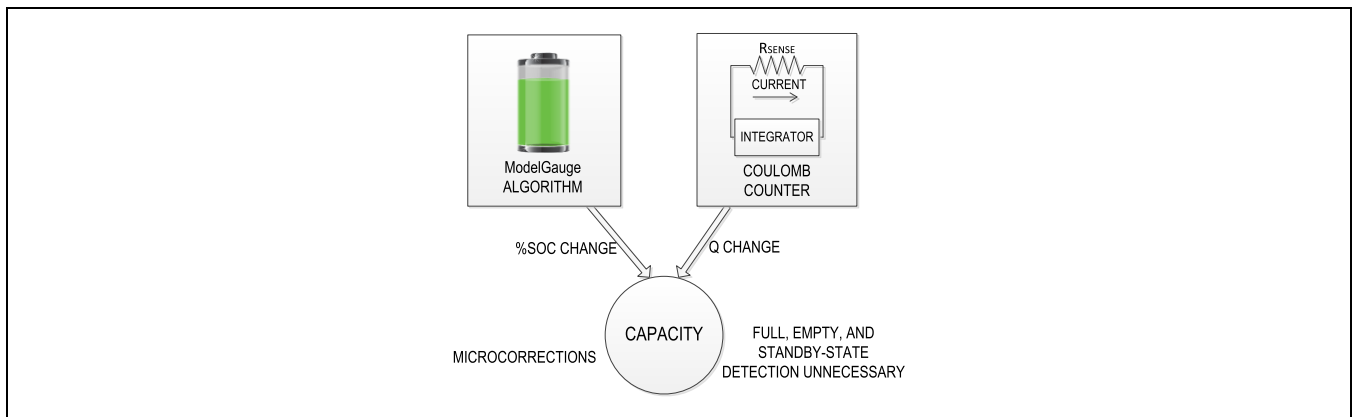 ModelGauge
ALGORITHM
RSENSE
CURRENT
INTEGRATOR
COULOMB
COUNTER
%SOC CHANGE
Q CHANGE
CAPACITY
MICROCORRECTIONS
FULL, EMPTY, AND
STANDBY-STATE
DETECTION UNNECESSARY